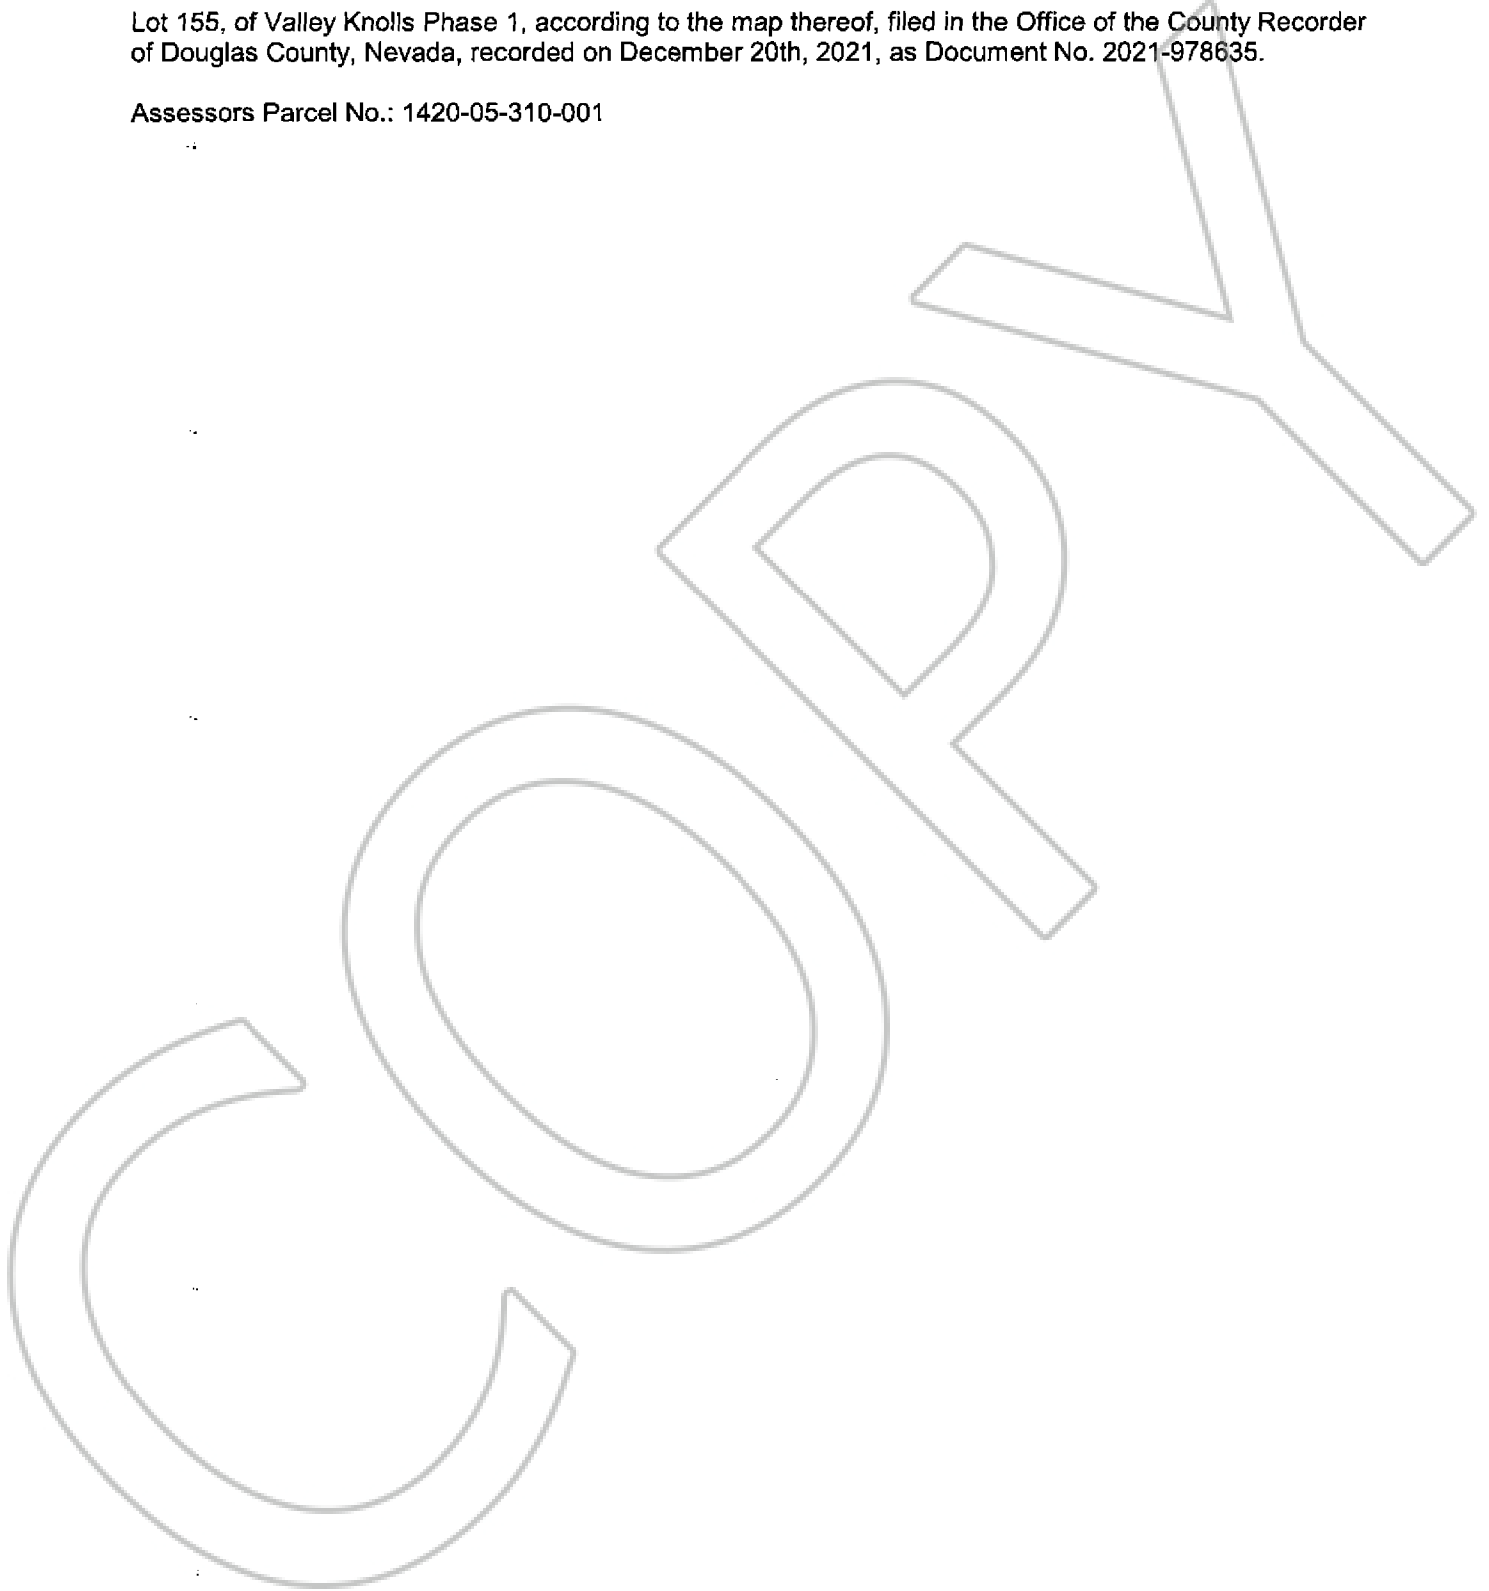 Lot 155, of Valley Knolls Phase 1, according to the map thereof, filed in the Office of the County Recorder
of Douglas County, Nevada, recorded on December 20th, 2021, as Document No. 2021-978635.
Assessors Parcel No.: 1420-05-310-001
COPY